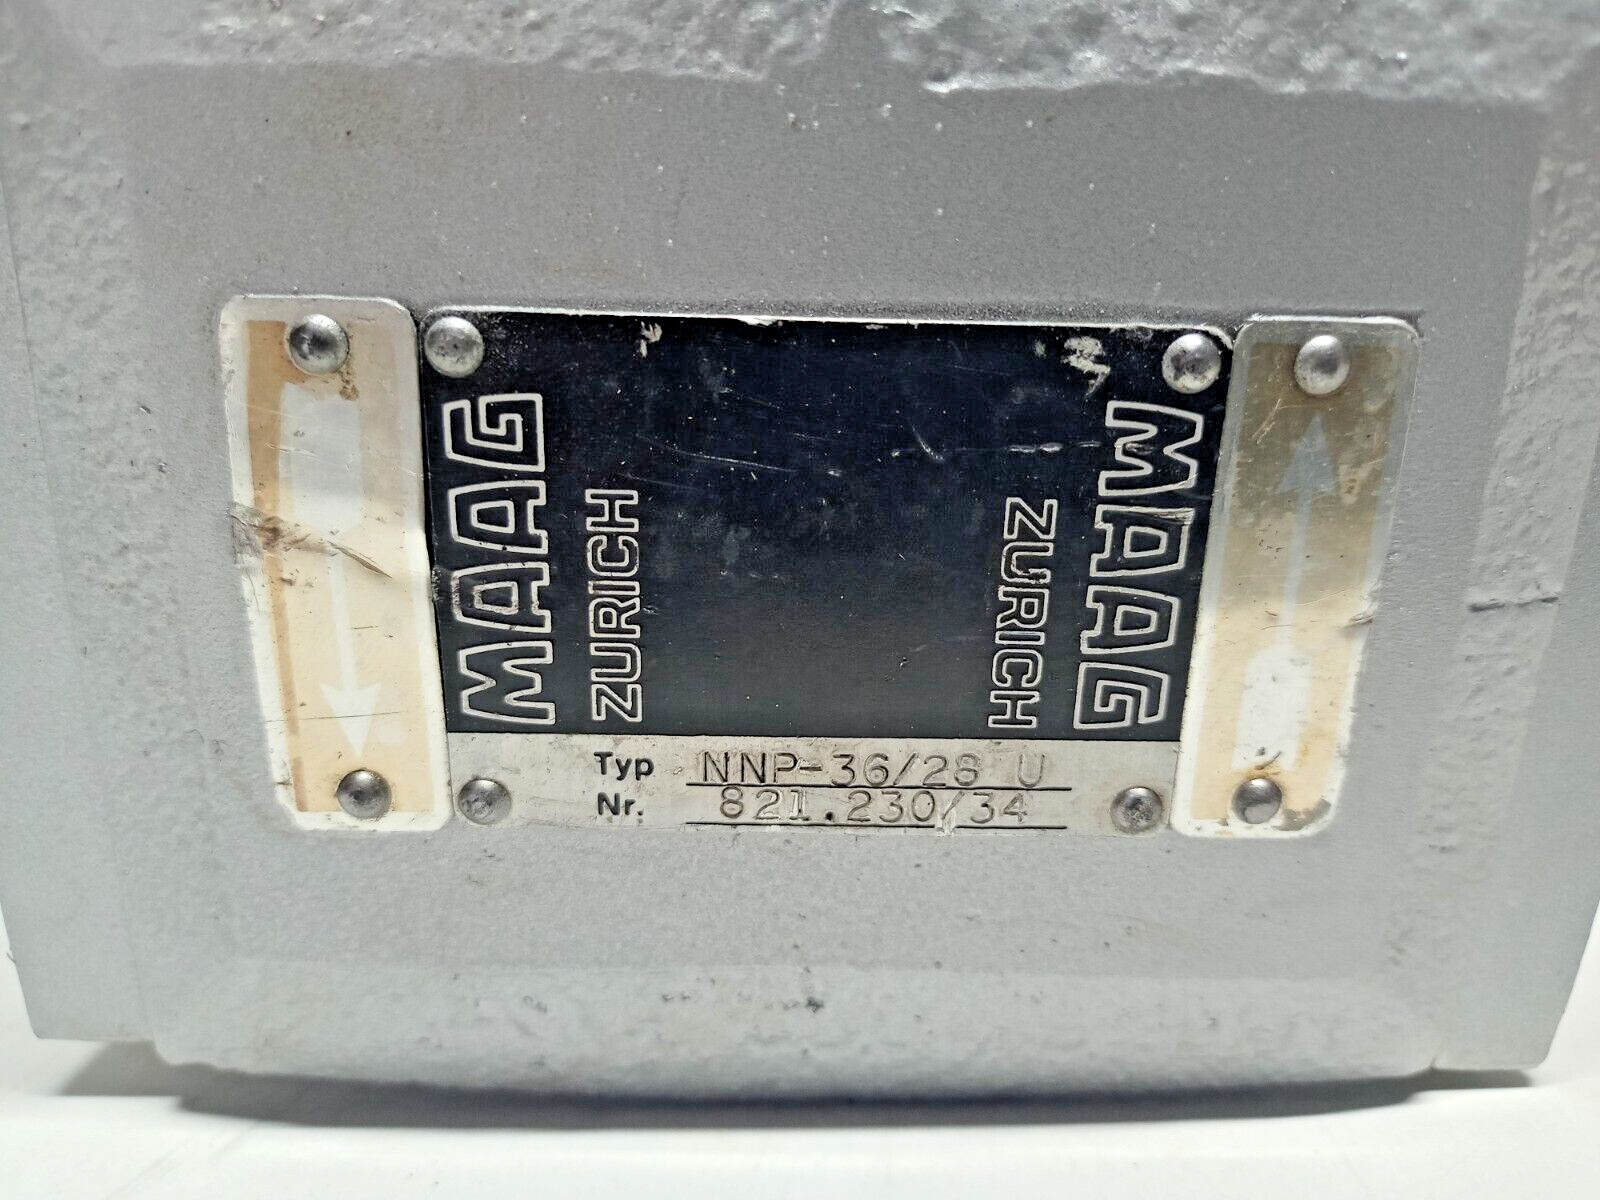 MAAG
ZURICH
MAAG
ZURICH
Typ NNP-36/28 U
Nr. 821.230/34